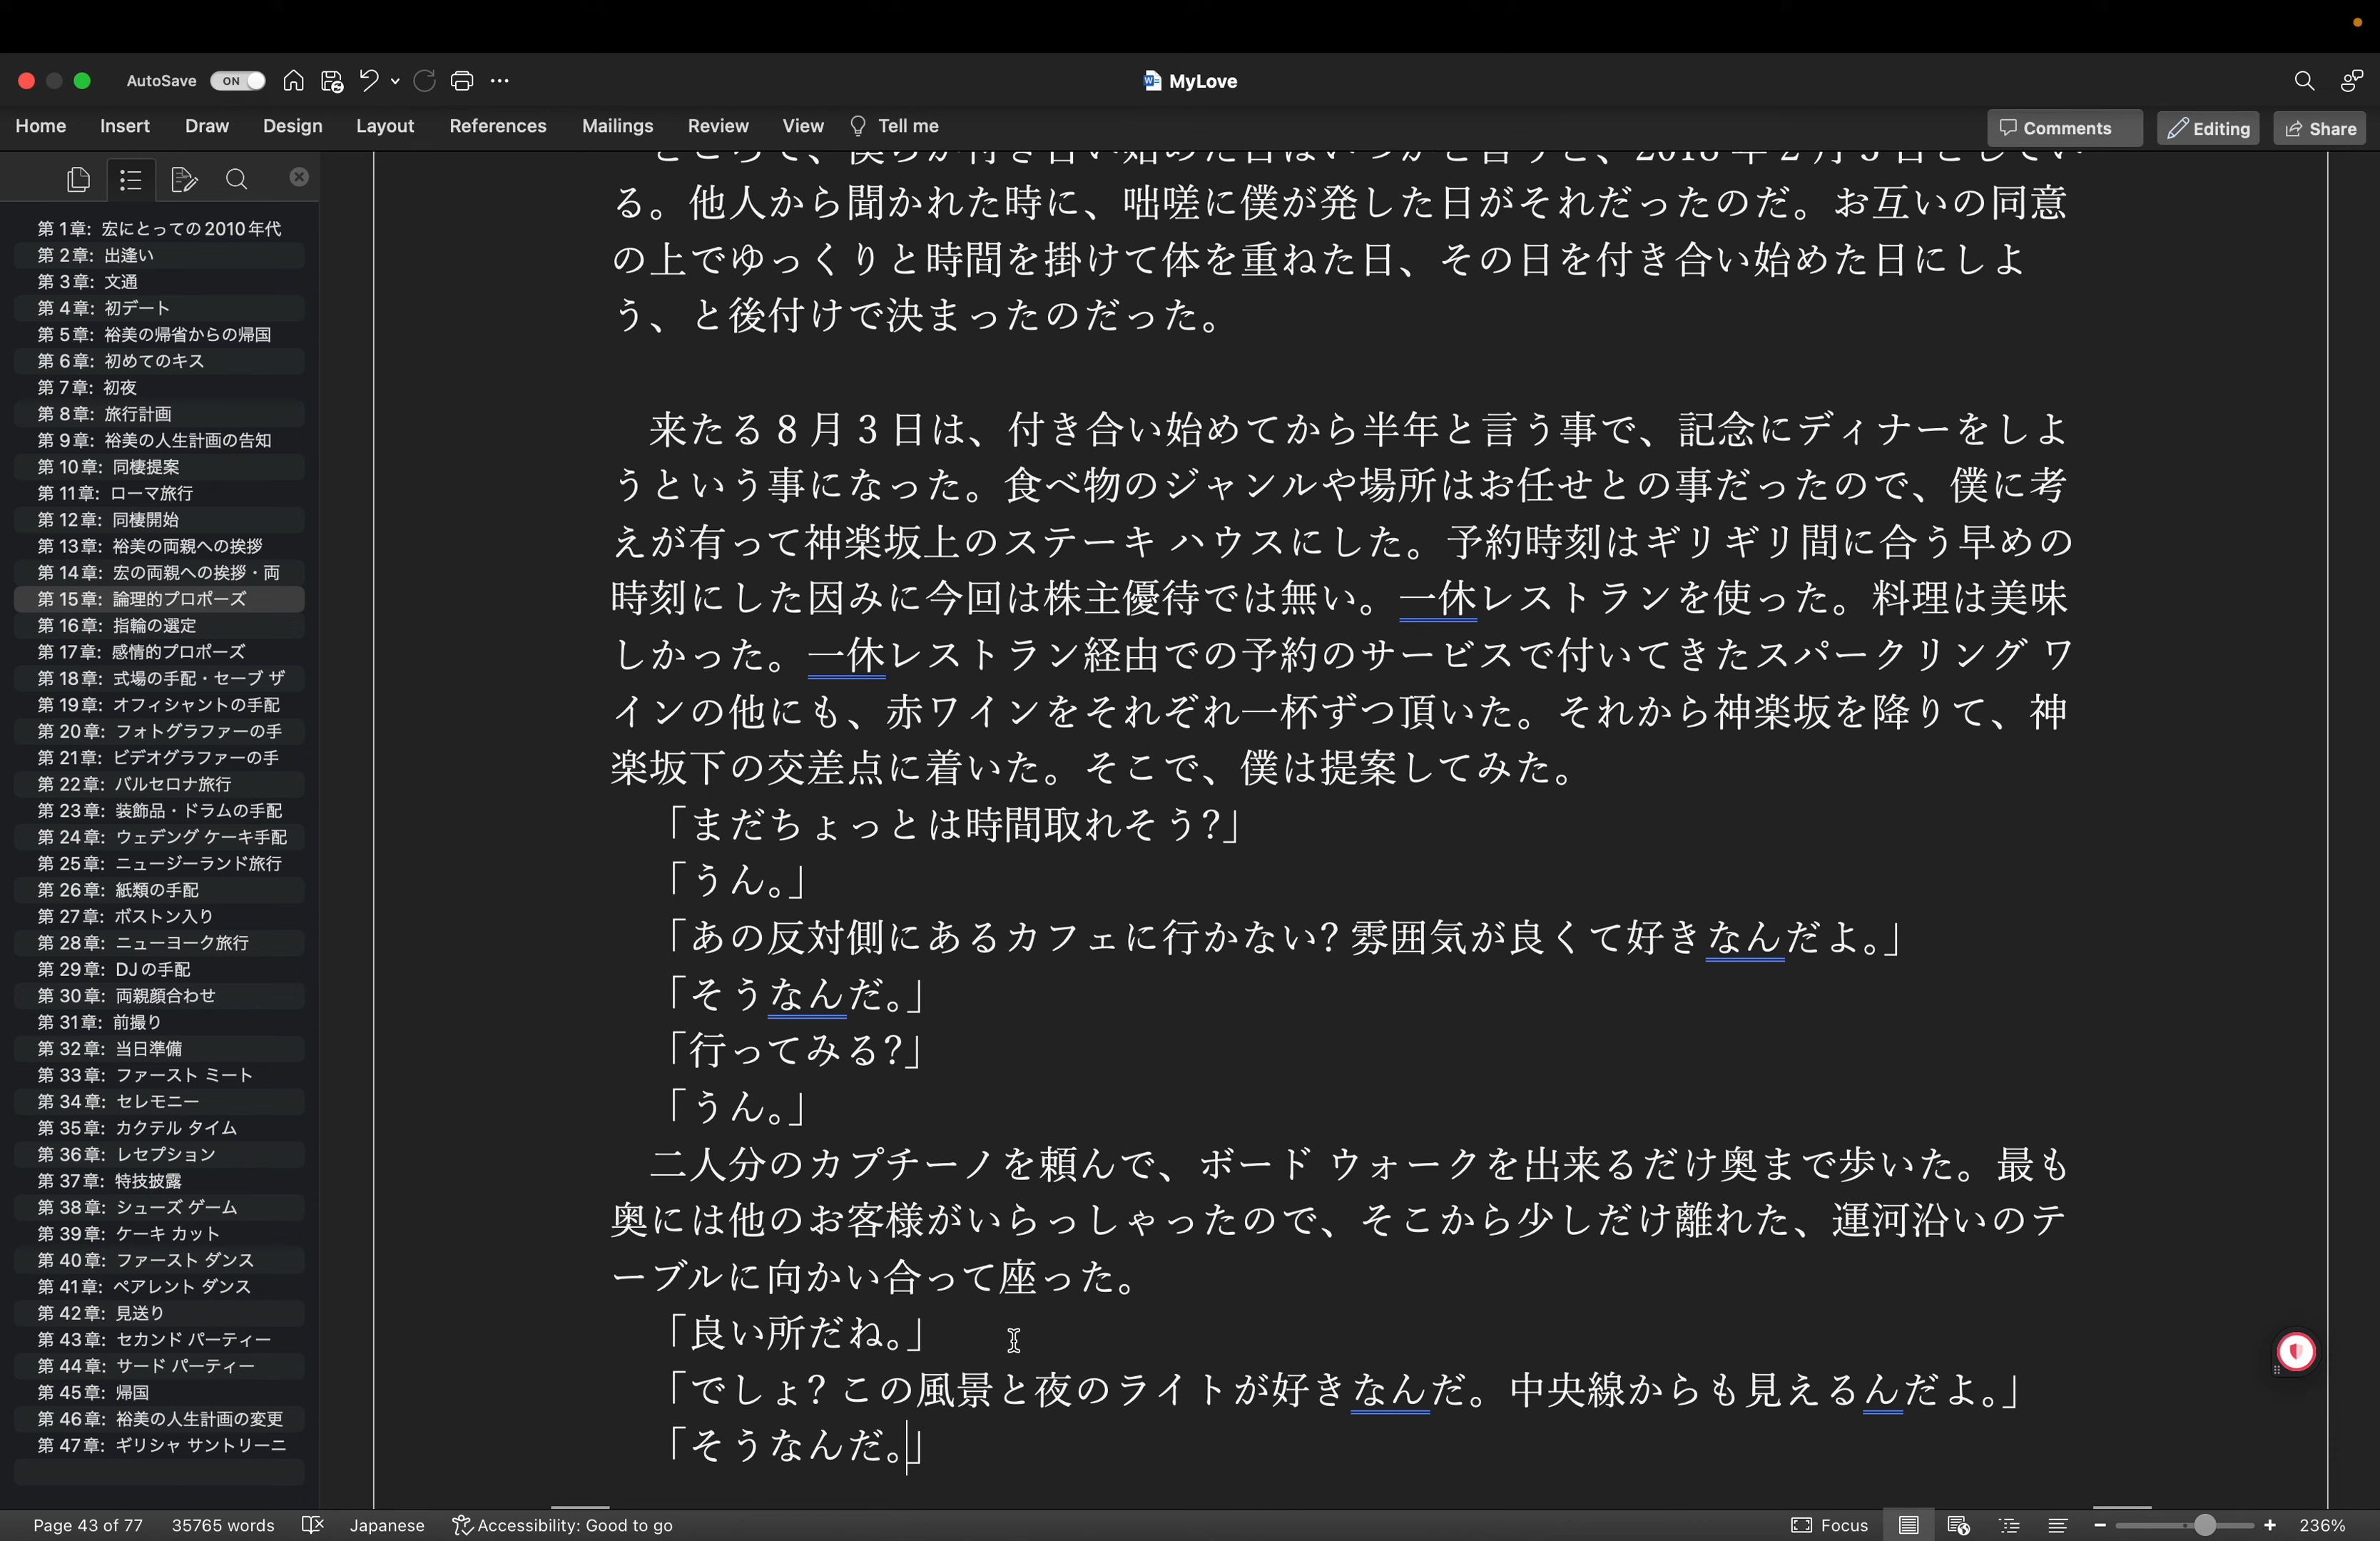 AutoSave ON MyLove
Home Insert Draw Design Layout References Mailings Review View Tell me Comments Editing Share
第1章: 宏にとっての2010年代
第2章: 出逢い
第3章: 文通
第4章: 初デート
第5章: 裕美の帰省からの帰国
第6章: 初めてのキス
第7章: 初夜
第8章: 旅行計画
第9章: 裕美の人生計画の告知
第10章: 同棲提案
第11章: ローマ旅行
第12章: 同棲開始
第13章: 裕美の両親への挨拶
第14章: 宏の両親への挨拶・両
第15章: 論理的プロポーズ
第16章: 指輪の選定
第17章: 感情的プロポーズ
第18章: 式場の手配・セーブ ザ
第19章: オフィシャントの手配
第20章: フォトグラファーの手
第21章: ビデオグラファーの手
第22章: バルセロナ旅行
第23章: 装飾品・ドラムの手配
第24章: ウェデング ケーキ手配
第25章: ニュージーランド旅行
第26章: 紙類の手配
第27章: ボストン入り
第28章: ニューヨーク旅行
第29章: DJの手配
第30章: 両親顔合わせ
第31章: 前撮り
第32章: 当日準備
第33章: ファースト ミート
第34章: セレモニー
第35章: カクテル タイム
第36章: レセプション
第37章: 特技披露
第38章: シューズ ゲーム
第39章: ケーキ カット
第40章: ファースト ダンス
第41章: ペアレント ダンス
第42章: 見送り
第43章: セカンド パーティー
第44章: サード パーティー
第45章: 帰国
第46章: 裕美の人生計画の変更
第47章: ギリシャ サントリーニ
る。他人から聞かれた時に、咄嗟に僕が発した日がそれだったのだ。お互いの同意
の上でゆっくりと時間を掛けて体を重ねた日、その日を付き合い始めた日にしよ
う、と後付けで決まったのだった。
来たる8月3日は、付き合い始めてから半年と言う事で、記念にディナーをしよ
うという事になった。食べ物のジャンルや場所はお任せとの事だったので、僕に考
えが有って神楽坂上のステーキ ハウスにした。予約時刻はギリギリ間に合う早めの
時刻にした因みに今回は株主優待では無い。一休レストランを使った。料理は美味
しかった。一休レストラン経由での予約のサービスで付いてきたスパークリング ワ
インの他にも、赤ワインをそれぞれ一杯ずつ頂いた。それから神楽坂を降りて、神
楽坂下の交差点に着いた。そこで、僕は提案してみた。
「まだちょっとは時間取れそう?」
「うん。」
「あの反対側にあるカフェに行かない? 雰囲気が良くて好きなんだよ。」
「そうなんだ。」
「行ってみる?」
「うん。」
二人分のカプチーノを頼んで、ボード ウォークを出来るだけ奥まで歩いた。最も
奥には他のお客様がいらっしゃったので、そこから少しだけ離れた、運河沿いのテ
ーブルに向かい合って座った。
「良い所だね。」
「でしょ? この風景と夜のライトが好きなんだ。中央線からも見えるんだよ。」
「そうなんだ。」
Page 43 of 77 35765 words Japanese Accessibility: Good to go Focus 236%